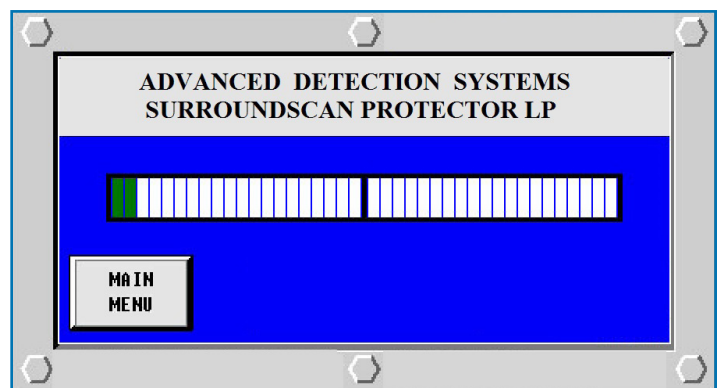 ADVANCED DETECTION SYSTEMS
SURROUNDSCAN PROTECTOR LP
MAIN
MENU